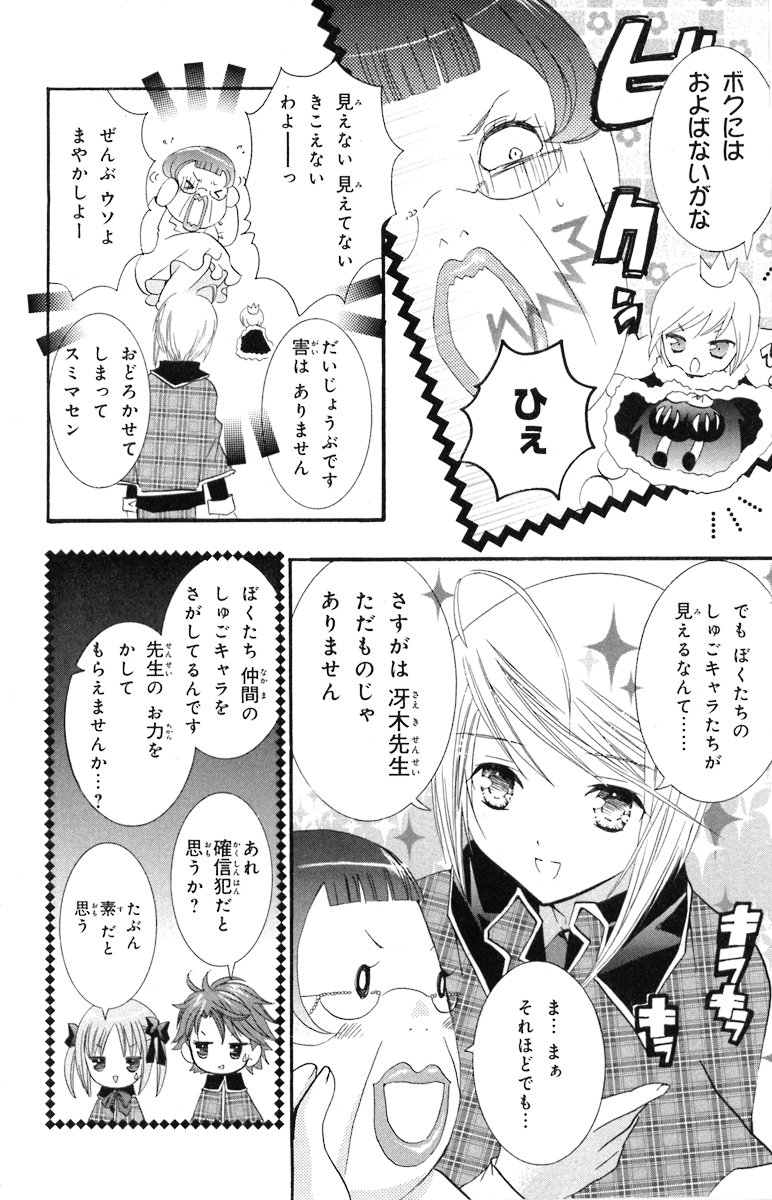 ボクには
およばないがな
ビ
クッ
ひぇ
見えない 見えてない
きこえない
わよーーっ
ぜんぶ ウソよ
まやかしよー
だいじょうぶです
害は ありません
おどろかせて
しまって
スミマセン
でも ぼくたちの
しゅごキャラたちが
見えるなんて……
さすがは 冴木先生
ただものじゃ
ありません
キラキラ
キラ
ま…まぁ
それほどでも…
ぼくたち 仲間の
しゅごキャラを
さがしてるんです
先生の お力を
かして
もらえませんか…?
あれ
確信犯だと
思うか?
たぶん
素だと
思う